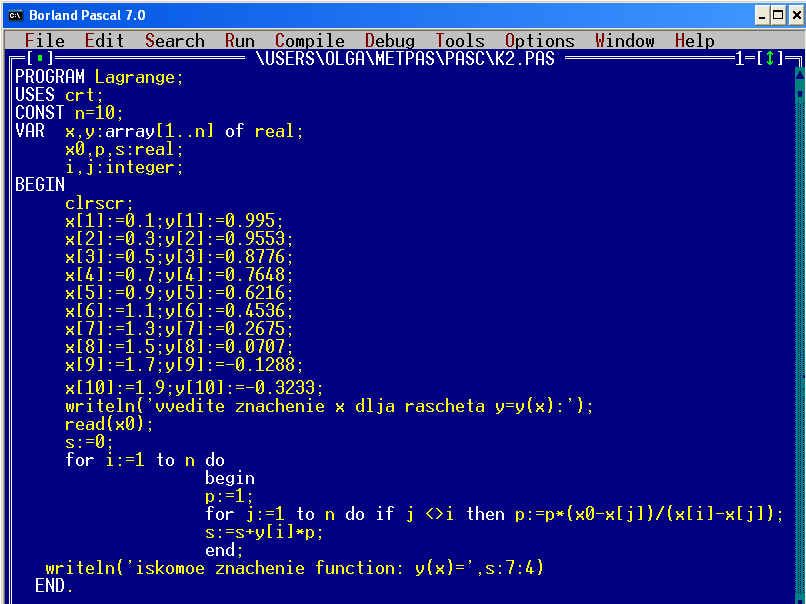 Borland Pascal 7.0
File Edit Search Run Compile Debug Tools Options Window Help
[■] \USERS\OLGA\METPAS\PASC\K2.PAS 1=[↕]
PROGRAM Lagrange;
USES crt;
CONST n=10;
VAR x,y:array[1..n] of real;
x0,p,s:real;
i,j:integer;
BEGIN
clrscr;
x[1]:=0.1;y[1]:=0.995;
x[2]:=0.3;y[2]:=0.9553;
x[3]:=0.5;y[3]:=0.8776;
x[4]:=0.7;y[4]:=0.7648;
x[5]:=0.9;y[5]:=0.6216;
x[6]:=1.1;y[6]:=0.4536;
x[7]:=1.3;y[7]:=0.2675;
x[8]:=1.5;y[8]:=0.0707;
x[9]:=1.7;y[9]:=-0.1288;
x[10]:=1.9;y[10]:=-0.3233;
writeln('vvedite znachenie x dlja rascheta y=y(x):');
read(x0);
s:=0;
for i:=1 to n do
begin
p:=1;
for j:=1 to n do if j <>i then p:=p*(x0-x[j])/(x[i]-x[j]);
s:=s+y[i]*p;
end;
writeln('iskomoe znachenie function: y(x)=',s:7:4)
END.